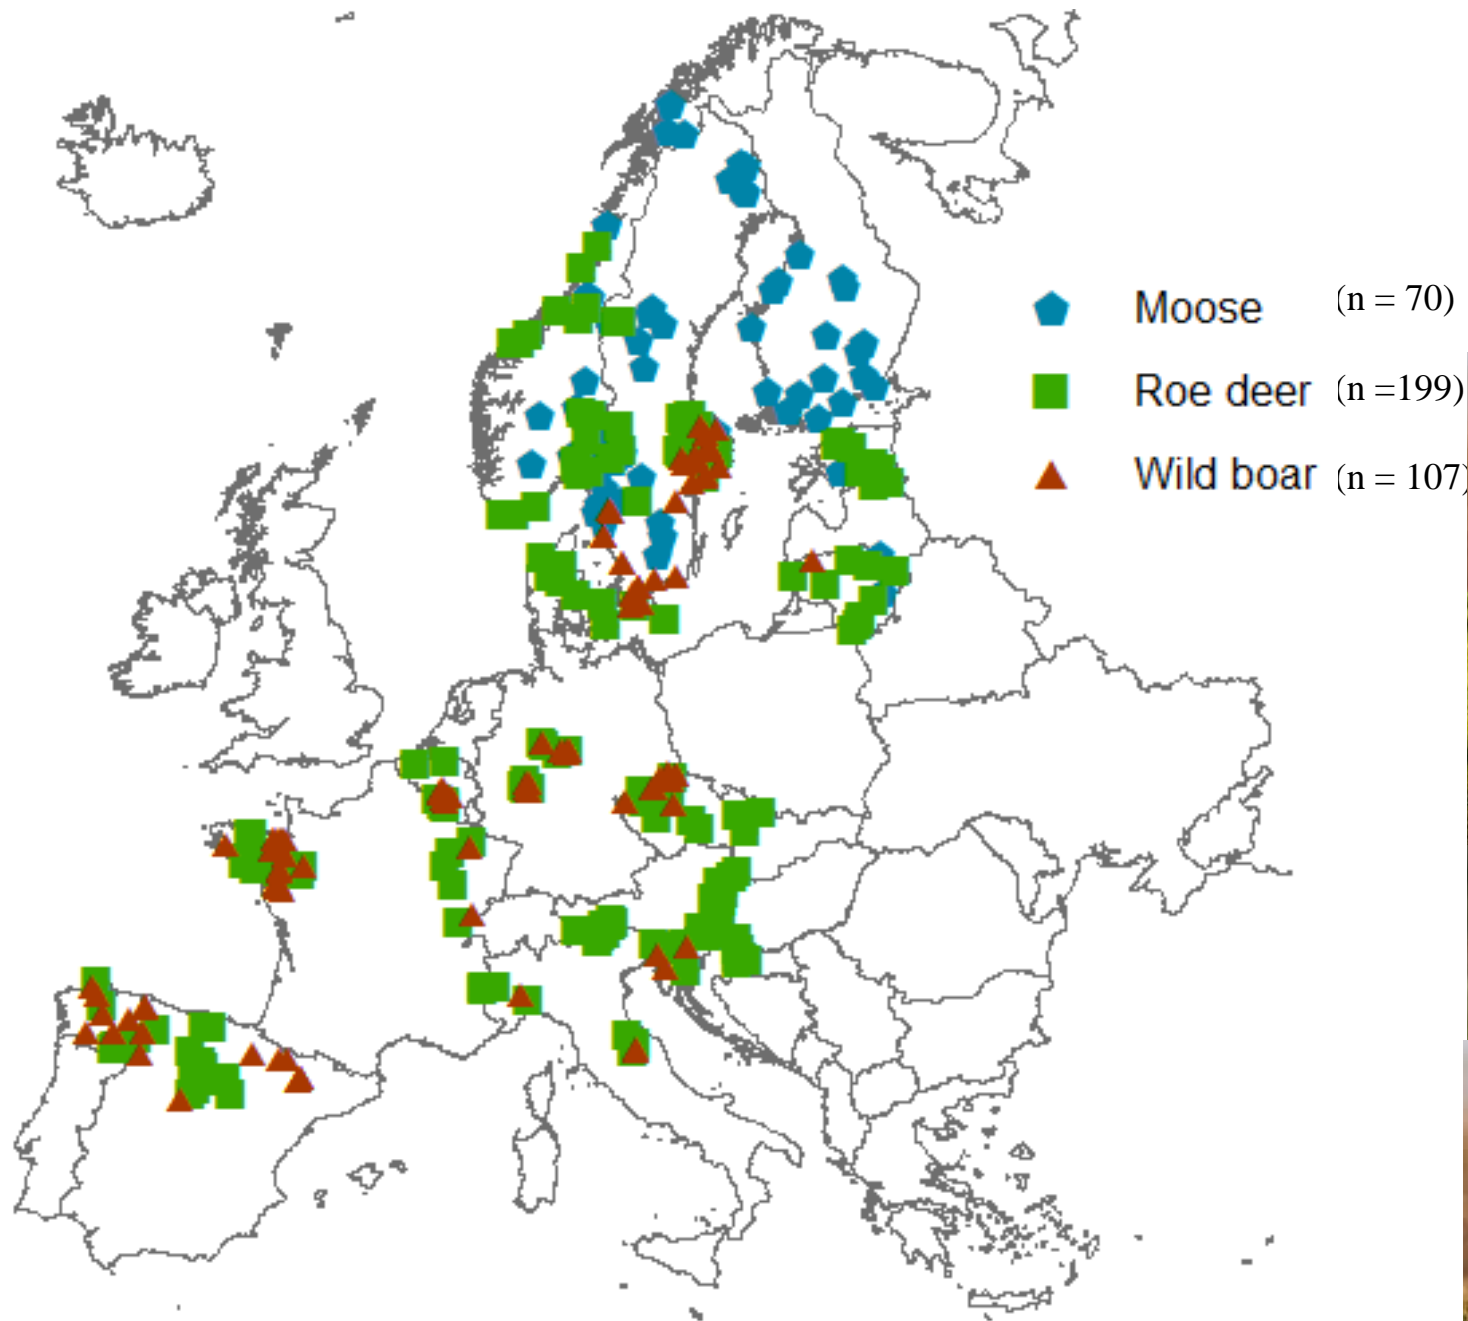 Moose (n = 70)
Roe deer (n =199)
Wild boar (n = 107)